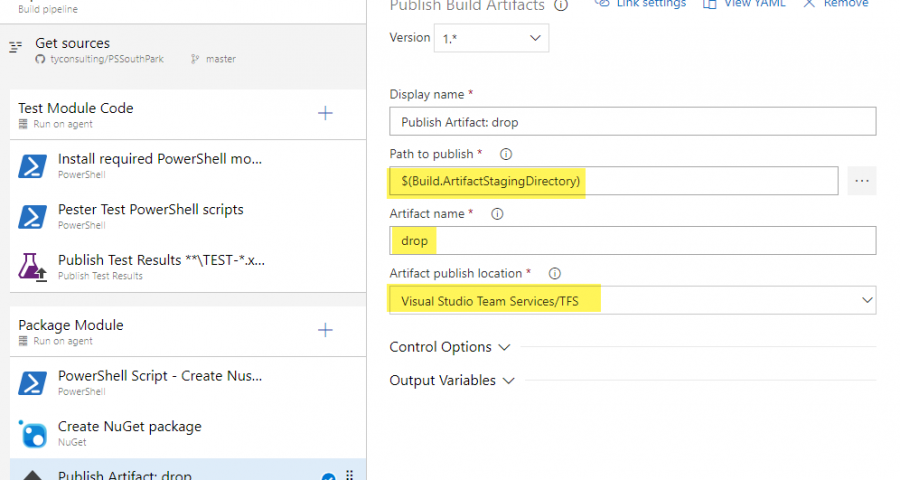 Build pipeline
Get sources
tyconsulting/PSSouthPark
master
Test Module Code
Run on agent
Install required PowerShell mo...
PowerShell
Pester Test PowerShell scripts
PowerShell
Publish Test Results **\TEST-*.x...
Publish Test Results
Package Module
Run on agent
PowerShell Script - Create Nus...
PowerShell
Create NuGet package
NuGet
Publish Artifact: drop
Publish Build Artifacts
Link settings
View YAML
Remove
Version
1.*
Display name *
Publish Artifact: drop
Path to publish *
$(Build.ArtifactStagingDirectory)
...
Artifact name *
drop
Artifact publish location *
Visual Studio Team Services/TFS
Control Options
Output Variables